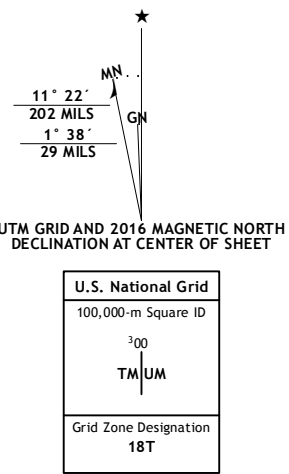 ★
MN
11° 22´
202 MILS
GN
1° 38´
29 MILS
UTM GRID AND 2016 MAGNETIC NORTH
DECLINATION AT CENTER OF SHEET
U.S. National Grid
100,000-m Square ID
³00
TM UM
Grid Zone Designation
18T